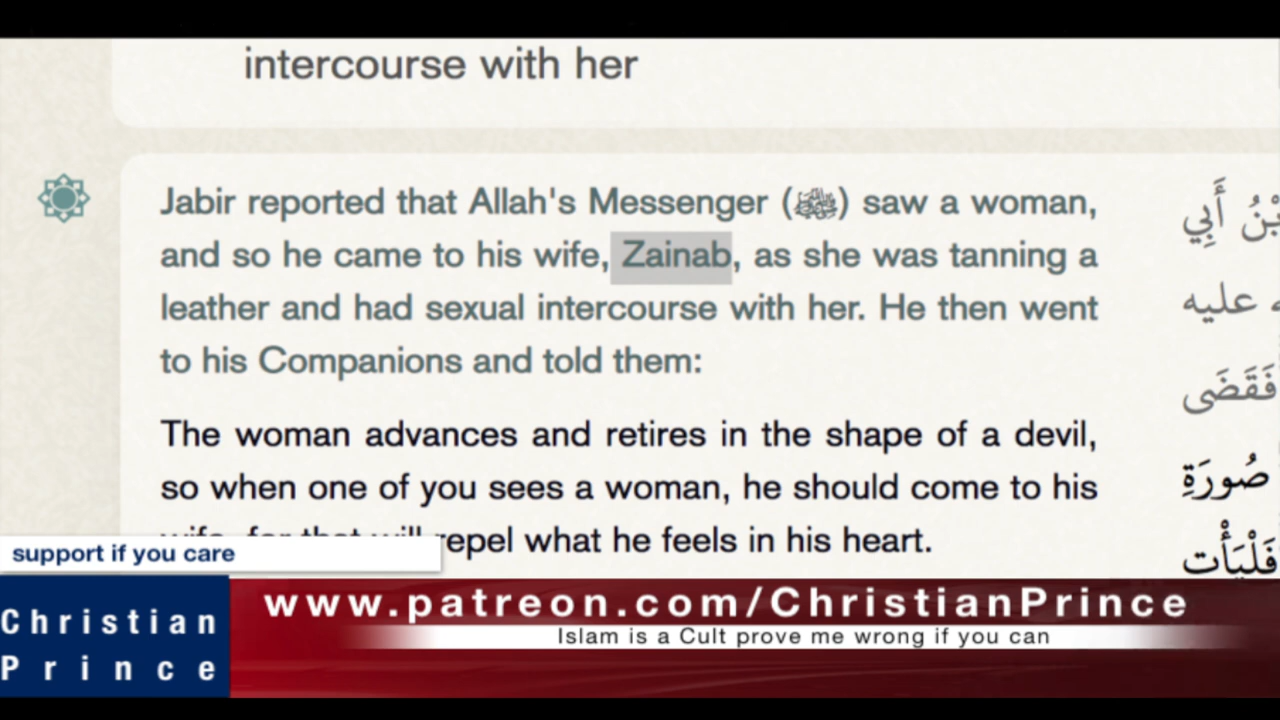 intercourse with her
Jabir reported that Allah's Messenger (ﷺ) saw a woman,
and so he came to his wife, Zainab, as she was tanning a
leather and had sexual intercourse with her. He then went
to his Companions and told them:
The woman advances and retires in the shape of a devil,
so when one of you sees a woman, he should come to his
wife, for that will repel what he feels in his heart.
بْنُ أَبِي
عليه
فَقَضَى
صُورَةِ
فَلْيَأْتِ
support if you care
Christian
Prince
www.patreon.com/ChristianPrince
Islam is a Cult prove me wrong if you can